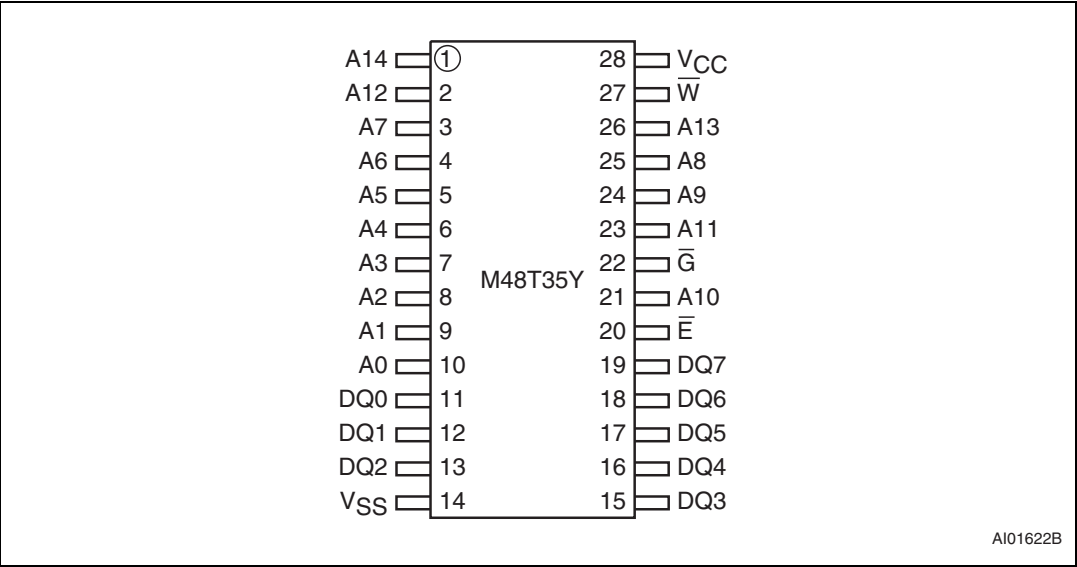 A14 1 28 VCC
A12 2 27 W̅
A7 3 26 A13
A6 4 25 A8
A5 5 24 A9
A4 6 23 A11
A3 7 22 G̅
M48T35Y
A2 8 21 A10
A1 9 20 E̅
A0 10 19 DQ7
DQ0 11 18 DQ6
DQ1 12 17 DQ5
DQ2 13 16 DQ4
VSS 14 15 DQ3
AI01622B